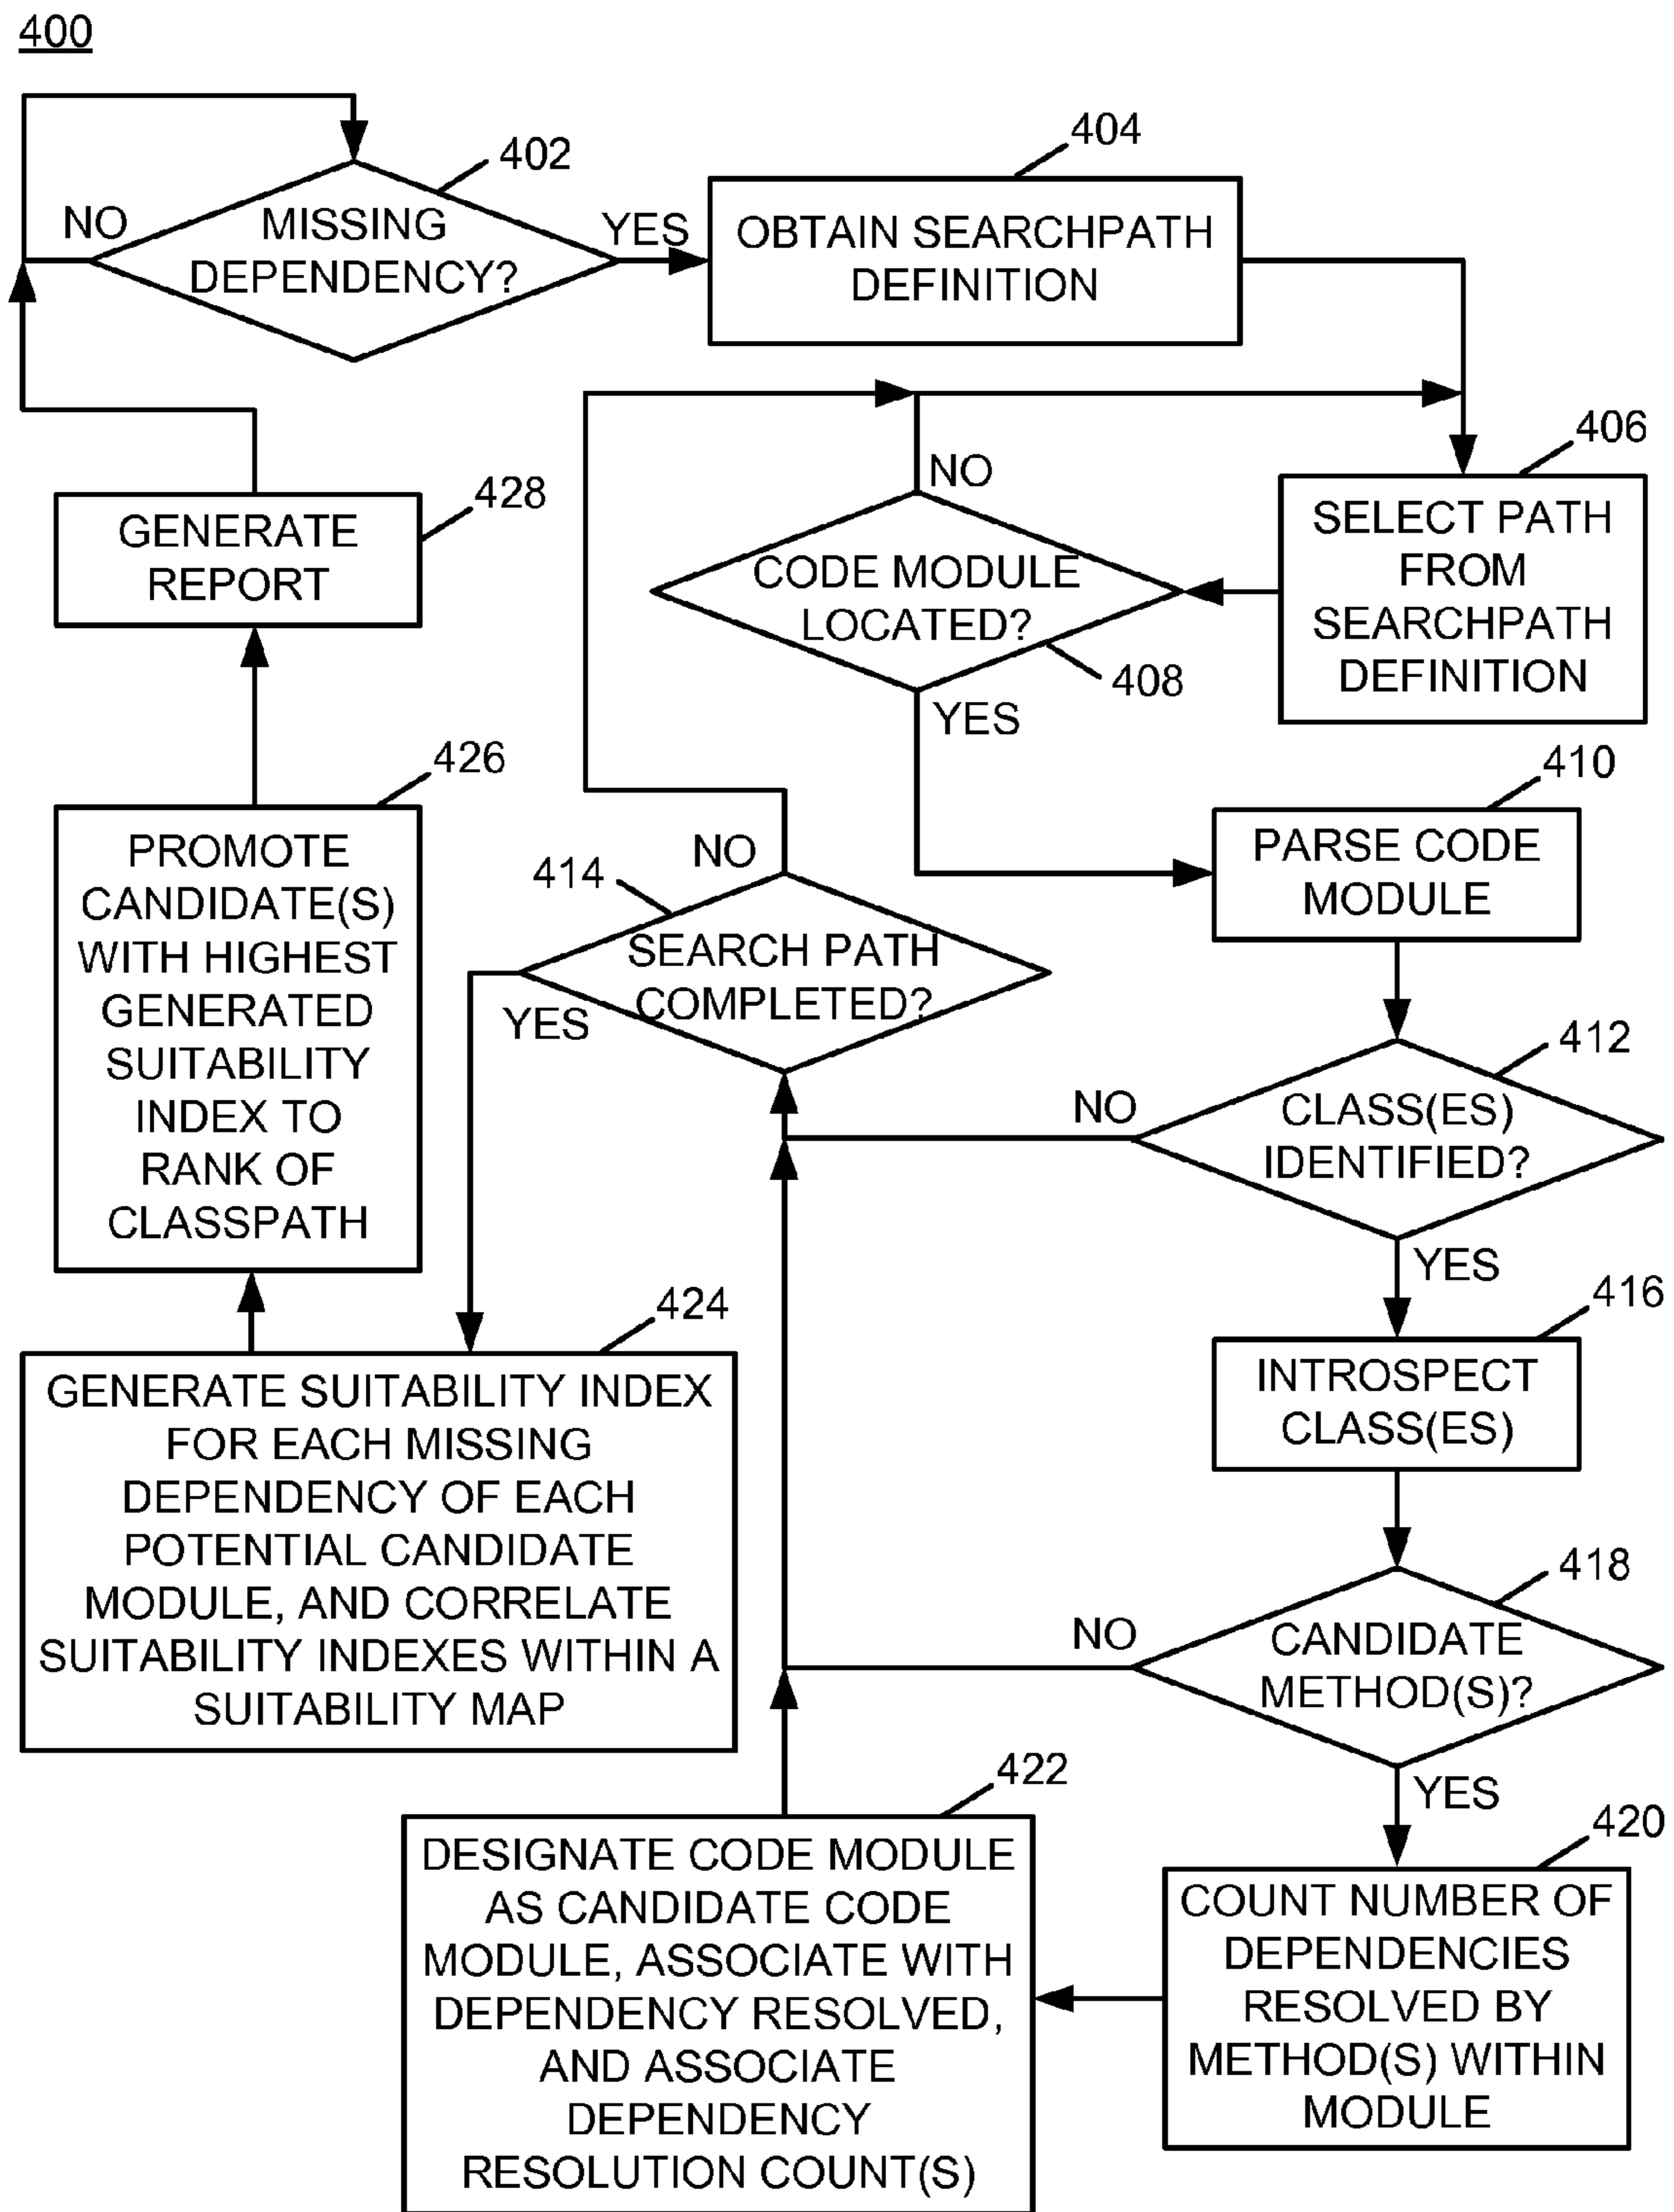 400
402
MISSING
DEPENDENCY?
NO
YES
404
OBTAIN SEARCHPATH
DEFINITION
406
SELECT PATH
FROM
SEARCHPATH
DEFINITION
NO
CODE MODULE
LOCATED?
408
YES
428
GENERATE
REPORT
410
PARSE CODE
MODULE
426
PROMOTE
CANDIDATE(S)
WITH HIGHEST
GENERATED
SUITABILITY
INDEX TO
RANK OF
CLASSPATH
NO
414
SEARCH PATH
COMPLETED?
YES
412
NO
CLASS(ES)
IDENTIFIED?
YES
416
INTROSPECT
CLASS(ES)
424
GENERATE SUITABILITY INDEX
FOR EACH MISSING
DEPENDENCY OF EACH
POTENTIAL CANDIDATE
MODULE, AND CORRELATE
SUITABILITY INDEXES WITHIN A
SUITABILITY MAP
418
NO
CANDIDATE
METHOD(S)?
YES
420
COUNT NUMBER OF
DEPENDENCIES
RESOLVED BY
METHOD(S) WITHIN
MODULE
422
DESIGNATE CODE MODULE
AS CANDIDATE CODE
MODULE, ASSOCIATE WITH
DEPENDENCY RESOLVED,
AND ASSOCIATE
DEPENDENCY
RESOLUTION COUNT(S)